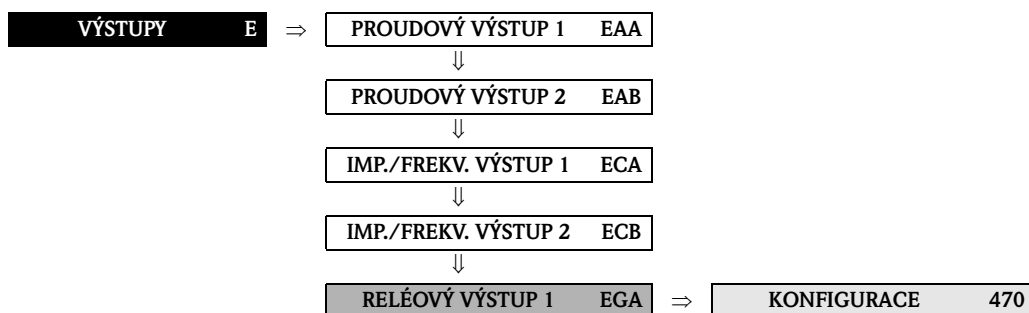 VÝSTUPY E ⇒ PROUDOVÝ VÝSTUP 1 EAA
⇓
PROUDOVÝ VÝSTUP 2 EAB
⇓
IMP./FREKV. VÝSTUP 1 ECA
⇓
IMP./FREKV. VÝSTUP 2 ECB
⇓
RELÉOVÝ VÝSTUP 1 EGA ⇒ KONFIGURACE 470